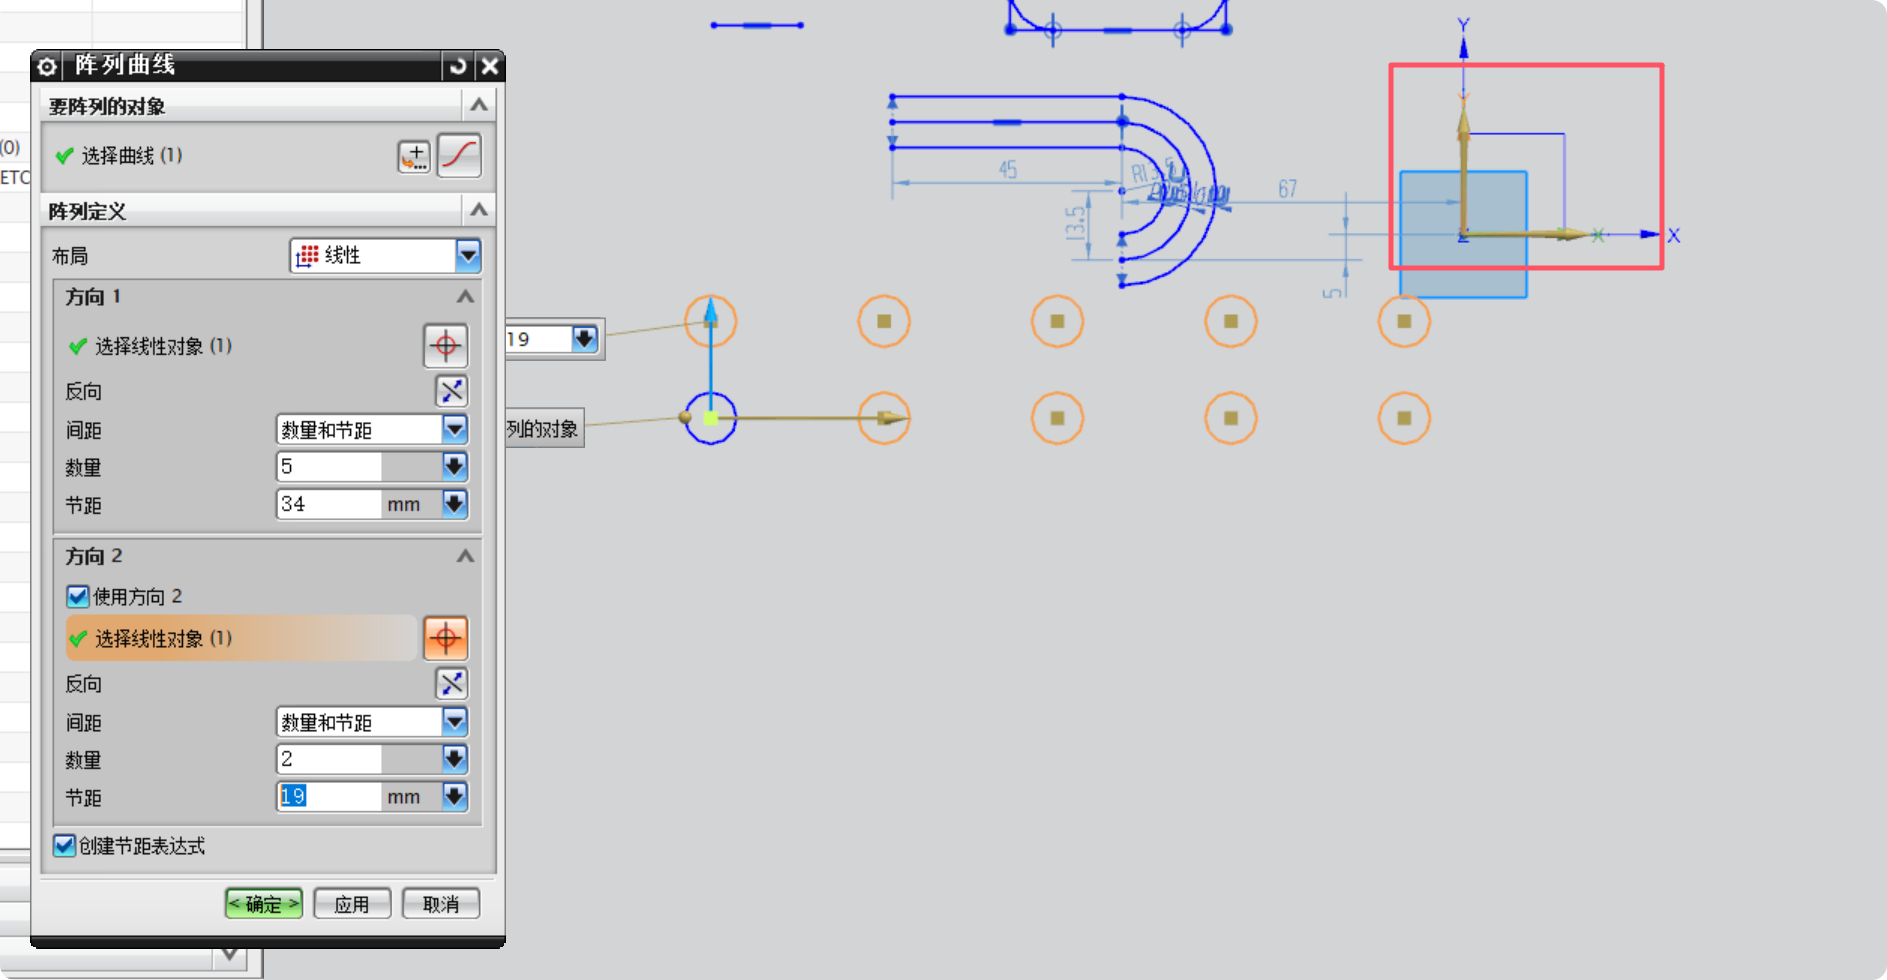 (0)
ETC
阵列曲线
要阵列的对象
选择曲线 (1)
阵列定义
布局
线性
方向 1
选择线性对象 (1)
反向
间距
数量和节距
数量
5
节距
34
mm
方向 2
使用方向 2
选择线性对象 (1)
反向
间距
数量和节距
数量
2
节距
19
mm
创建节距表达式
< 确定 >
应用
取消
19
列的对象
45
13.5
67
5
Y
Y
Z
X
X